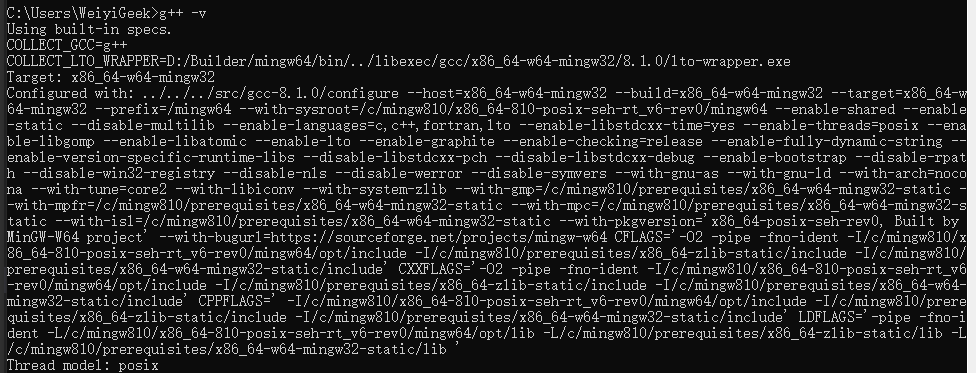 C:\Users\WeiyiGeek>g++ -v
Using built-in specs.
COLLECT_GCC=g++
COLLECT_LTO_WRAPPER=D:/Builder/mingw64/bin/../libexec/gcc/x86_64-w64-mingw32/8.1.0/lto-wrapper.exe
Target: x86_64-w64-mingw32
Configured with: ../../../src/gcc-8.1.0/configure --host=x86_64-w64-mingw32 --build=x86_64-w64-mingw32 --target=x86_64-w
64-mingw32 --prefix=/mingw64 --with-sysroot=/c/mingw810/x86_64-810-posix-seh-rt_v6-rev0/mingw64 --enable-shared --enable
-static --disable-multilib --enable-languages=c,c++,fortran,lto --enable-libstdcxx-time=yes --enable-threads=posix --ena
ble-libgomp --enable-libatomic --enable-lto --enable-graphite --enable-checking=release --enable-fully-dynamic-string --
enable-version-specific-runtime-libs --disable-libstdcxx-pch --disable-libstdcxx-debug --enable-bootstrap --disable-rpat
h --disable-win32-registry --disable-nls --disable-werror --disable-symvers --with-gnu-as --with-gnu-ld --with-arch=noco
na --with-tune=core2 --with-libiconv --with-system-zlib --with-gmp=/c/mingw810/prerequisites/x86_64-w64-mingw32-static -
-with-mpfr=/c/mingw810/prerequisites/x86_64-w64-mingw32-static --with-mpc=/c/mingw810/prerequisites/x86_64-w64-mingw32-s
tatic --with-isl=/c/mingw810/prerequisites/x86_64-w64-mingw32-static --with-pkgversion='x86_64-posix-seh-rev0, Built by
MinGW-W64 project' --with-bugurl=https://sourceforge.net/projects/mingw-w64 CFLAGS='-O2 -pipe -fno-ident -I/c/mingw810/x
86_64-810-posix-seh-rt_v6-rev0/mingw64/opt/include -I/c/mingw810/prerequisites/x86_64-zlib-static/include -I/c/mingw810/
prerequisites/x86_64-w64-mingw32-static/include' CXXFLAGS='-O2 -pipe -fno-ident -I/c/mingw810/x86_64-810-posix-seh-rt_v6
-rev0/mingw64/opt/include -I/c/mingw810/prerequisites/x86_64-zlib-static/include -I/c/mingw810/prerequisites/x86_64-w64-
mingw32-static/include' CPPFLAGS=' -I/c/mingw810/x86_64-810-posix-seh-rt_v6-rev0/mingw64/opt/include -I/c/mingw810/prere
quisites/x86_64-zlib-static/include -I/c/mingw810/prerequisites/x86_64-w64-mingw32-static/include' LDFLAGS='-pipe -fno-i
dent -L/c/mingw810/x86_64-810-posix-seh-rt_v6-rev0/mingw64/opt/lib -L/c/mingw810/prerequisites/x86_64-zlib-static/lib -L
/c/mingw810/prerequisites/x86_64-w64-mingw32-static/lib '
Thread model: posix